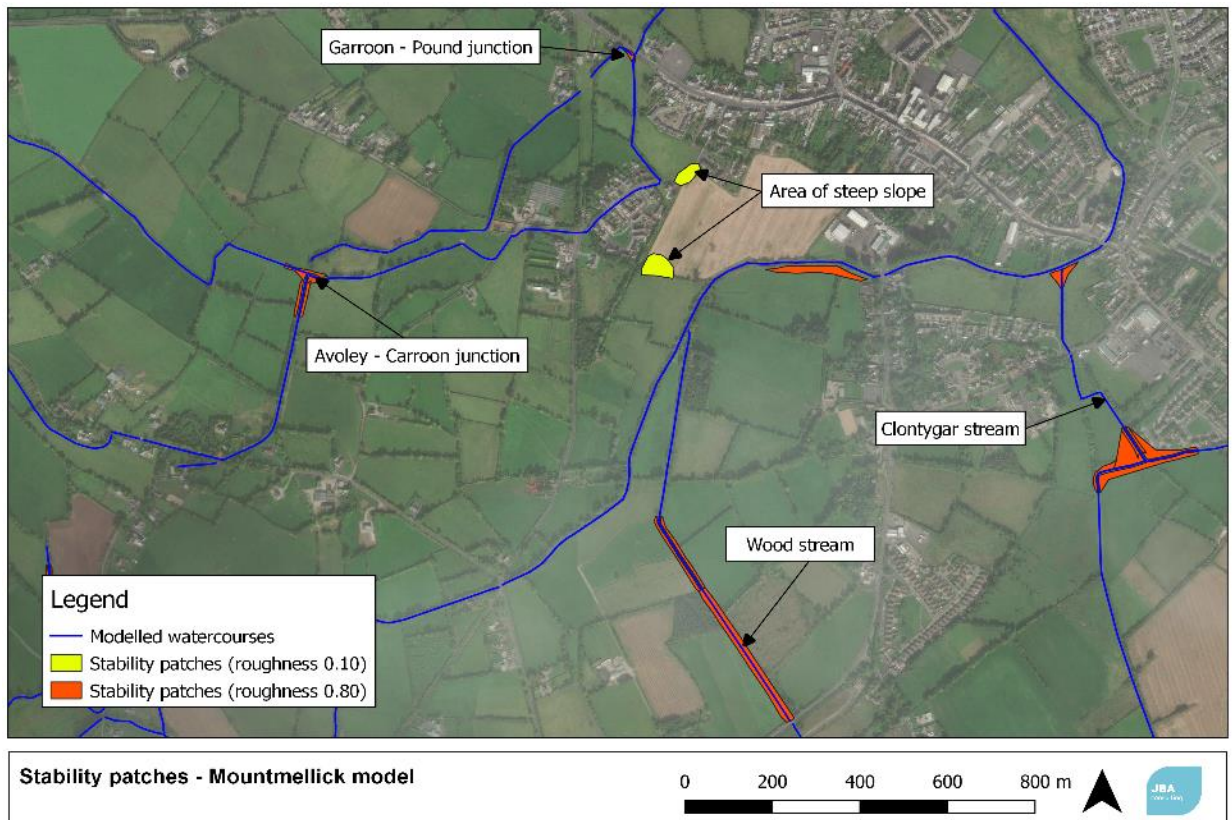 Garroon - Pound junction
Area of steep slope
Avoley - Carroon junction
Clontygar stream
Wood stream
Legend
Modelled watercourses
Stability patches (roughness 0.10)
Stability patches (roughness 0.80)
Stability patches - Mountmellick model
0 200 400 600 800 m
JBA